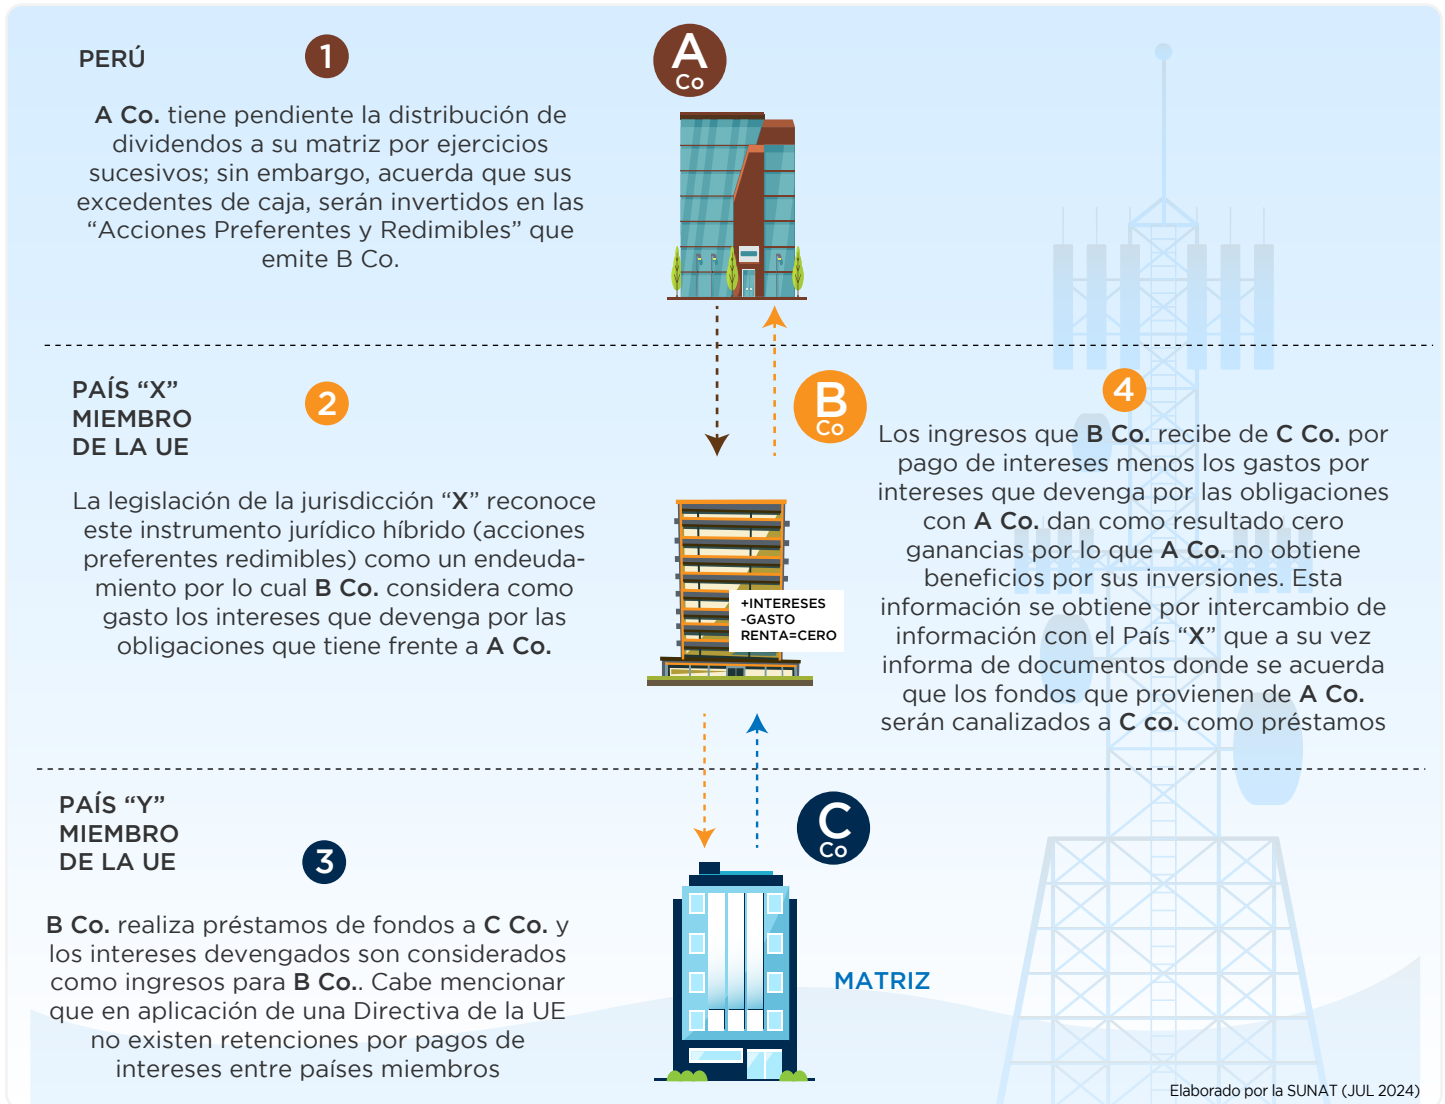 PERÚ
1
A
Co
A Co. tiene pendiente la distribución de
dividendos a su matriz por ejercicios
sucesivos; sin embargo, acuerda que sus
excedentes de caja, serán invertidos en las
“Acciones Preferentes y Redimibles” que
emite B Co.
PAÍS “X”
MIEMBRO
DE LA UE
2
B
Co
La legislación de la jurisdicción “X” reconoce
este instrumento jurídico híbrido (acciones
preferentes redimibles) como un endeuda-
miento por lo cual B Co. considera como
gasto los intereses que devenga por las
obligaciones que tiene frente a A Co.
+INTERESES
-GASTO
RENTA=CERO
4
Los ingresos que B Co. recibe de C Co. por
pago de intereses menos los gastos por
intereses que devenga por las obligaciones
con A Co. dan como resultado cero
ganancias por lo que A Co. no obtiene
beneficios por sus inversiones. Esta
información se obtiene por intercambio de
información con el País “X” que a su vez
informa de documentos donde se acuerda
que los fondos que provienen de A Co.
serán canalizados a C co. como préstamos
PAÍS “Y”
MIEMBRO
DE LA UE
3
C
Co
B Co. realiza préstamos de fondos a C Co. y
los intereses devengados son considerados
como ingresos para B Co.. Cabe mencionar
que en aplicación de una Directiva de la UE
no existen retenciones por pagos de
intereses entre países miembros
MATRIZ
Elaborado por la SUNAT (JUL 2024)